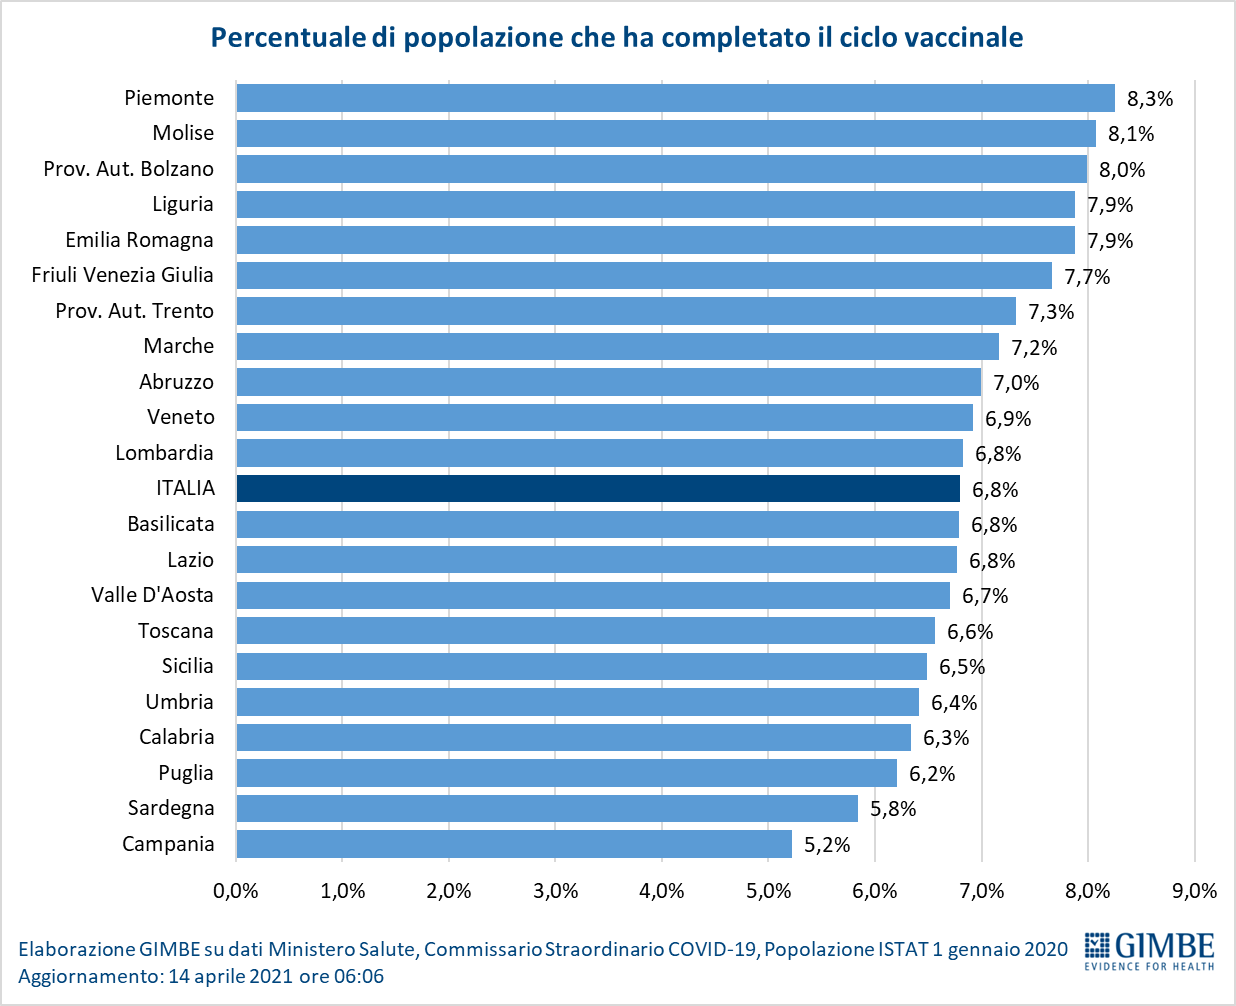 Percentuale di popolazione che ha completato il ciclo vaccinale
Piemonte 8,3%
Molise 8,1%
Prov. Aut. Bolzano 8,0%
Liguria 7,9%
Emilia Romagna 7,9%
Friuli Venezia Giulia 7,7%
Prov. Aut. Trento 7,3%
Marche 7,2%
Abruzzo 7,0%
Veneto 6,9%
Lombardia 6,8%
ITALIA 6,8%
Basilicata 6,8%
Lazio 6,8%
Valle D'Aosta 6,7%
Toscana 6,6%
Sicilia 6,5%
Umbria 6,4%
Calabria 6,3%
Puglia 6,2%
Sardegna 5,8%
Campania 5,2%
0,0% 1,0% 2,0% 3,0% 4,0% 5,0% 6,0% 7,0% 8,0% 9,0%
Elaborazione GIMBE su dati Ministero Salute, Commissario Straordinario COVID-19, Popolazione ISTAT 1 gennaio 2020
Aggiornamento: 14 aprile 2021 ore 06:06
GIMBE
EVIDENCE FOR HEALTH